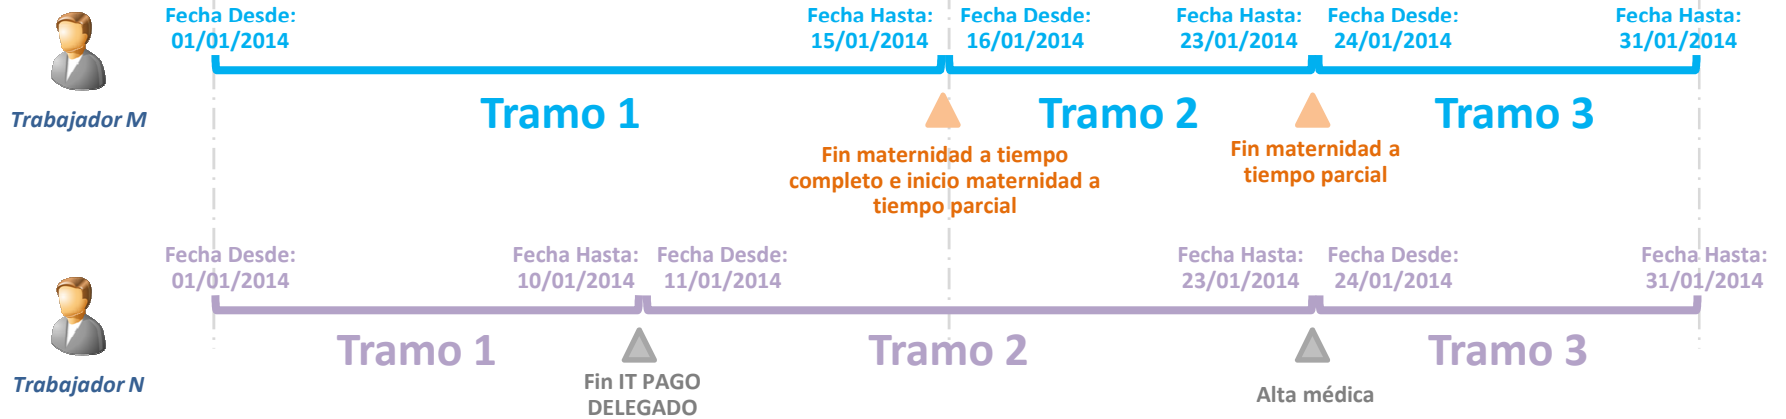 Fecha Desde: Fecha Hasta: Fecha Desde: Fecha Hasta: Fecha Desde: Fecha Hasta:
01/01/2014 15/01/2014 16/01/2014 23/01/2014 24/01/2014 31/01/2014
Trabajador M
Tramo 1 Tramo 2 Tramo 3
Fin maternidad a tiempo
completo e inicio maternidad a
tiempo parcial
Fin maternidad a
tiempo parcial
Fecha Desde: Fecha Hasta: Fecha Desde: Fecha Hasta: Fecha Desde: Fecha Hasta:
01/01/2014 10/01/2014 11/01/2014 23/01/2014 24/01/2014 31/01/2014
Trabajador N
Tramo 1 Tramo 2 Tramo 3
Fin IT PAGO
DELEGADO
Alta médica